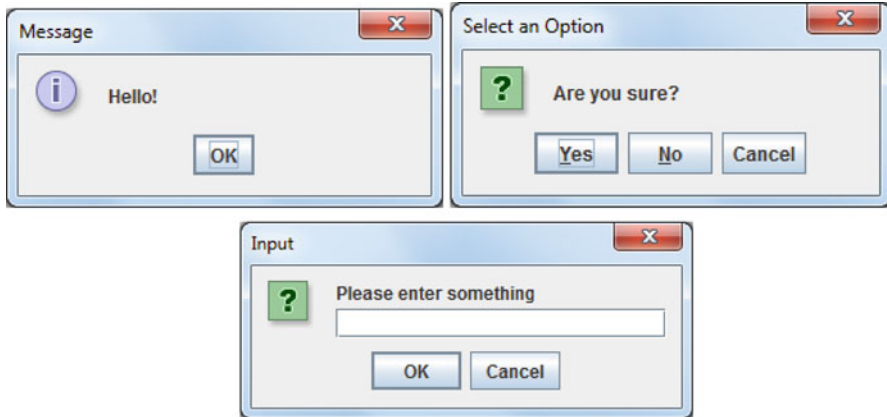 Message
X
i
Hello!
OK
Select an Option
X
?
Are you sure?
Yes No Cancel
Input
X
?
Please enter something
OK Cancel